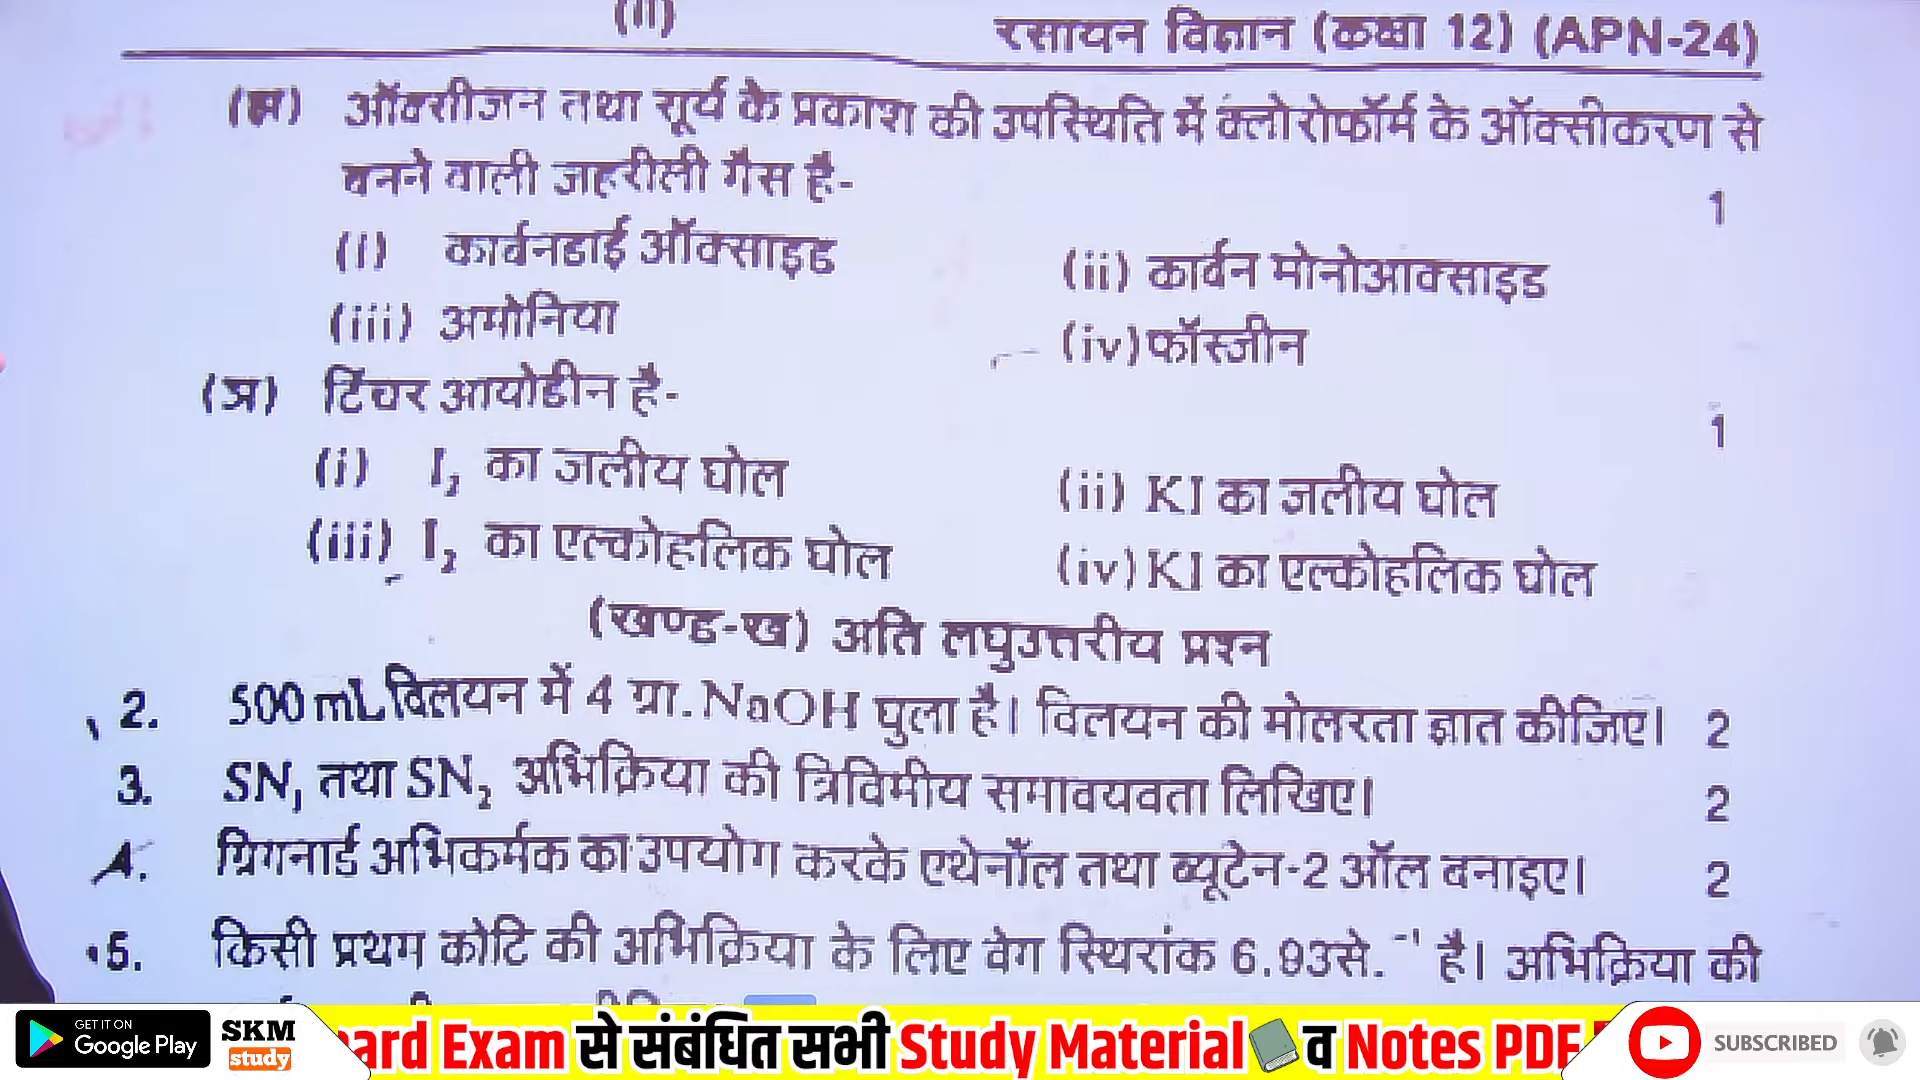 (ii)
रसायन विज्ञान (कक्षा 12) (APN-24)
(झ) ऑक्सीजन तथा सूर्य के प्रकाश की उपस्थिति में क्लोरोफॉर्म के ऑक्सीकरण से
बनने वाली जहरीली गैस है- 1
(i) कार्बनडाई ऑक्साइड (ii) कार्बन मोनोआक्साइड
(iii) अमोनिया (iv) फॉस्जीन
(ञ) टिंचर आयोडीन है- 1
(i) I₂ का जलीय घोल (ii) KI का जलीय घोल
(iii) I₂ का एल्कोहलिक घोल (iv) KI का एल्कोहलिक घोल
(खण्ड-ख) अति लघुउत्तरीय प्रश्न
2. 500 mL विलयन में 4 ग्रा. NaOH घुला है। विलयन की मोलरता ज्ञात कीजिए। 2
3. SN₁ तथा SN₂ अभिक्रिया की त्रिविमीय समावयवता लिखिए। 2
4. ग्रिगनार्ड अभिकर्मक का उपयोग करके एथेनॉल तथा ब्यूटेन-2 ऑल बनाइए। 2
5. किसी प्रथम कोटि की अभिक्रिया के लिए वेग स्थिरांक 6.93से.⁻¹ है। अभिक्रिया की
GET IT ON
Google Play
SKM
study
ard Exam से संबंधित सभी Study Material व Notes PDF
SUBSCRIBED